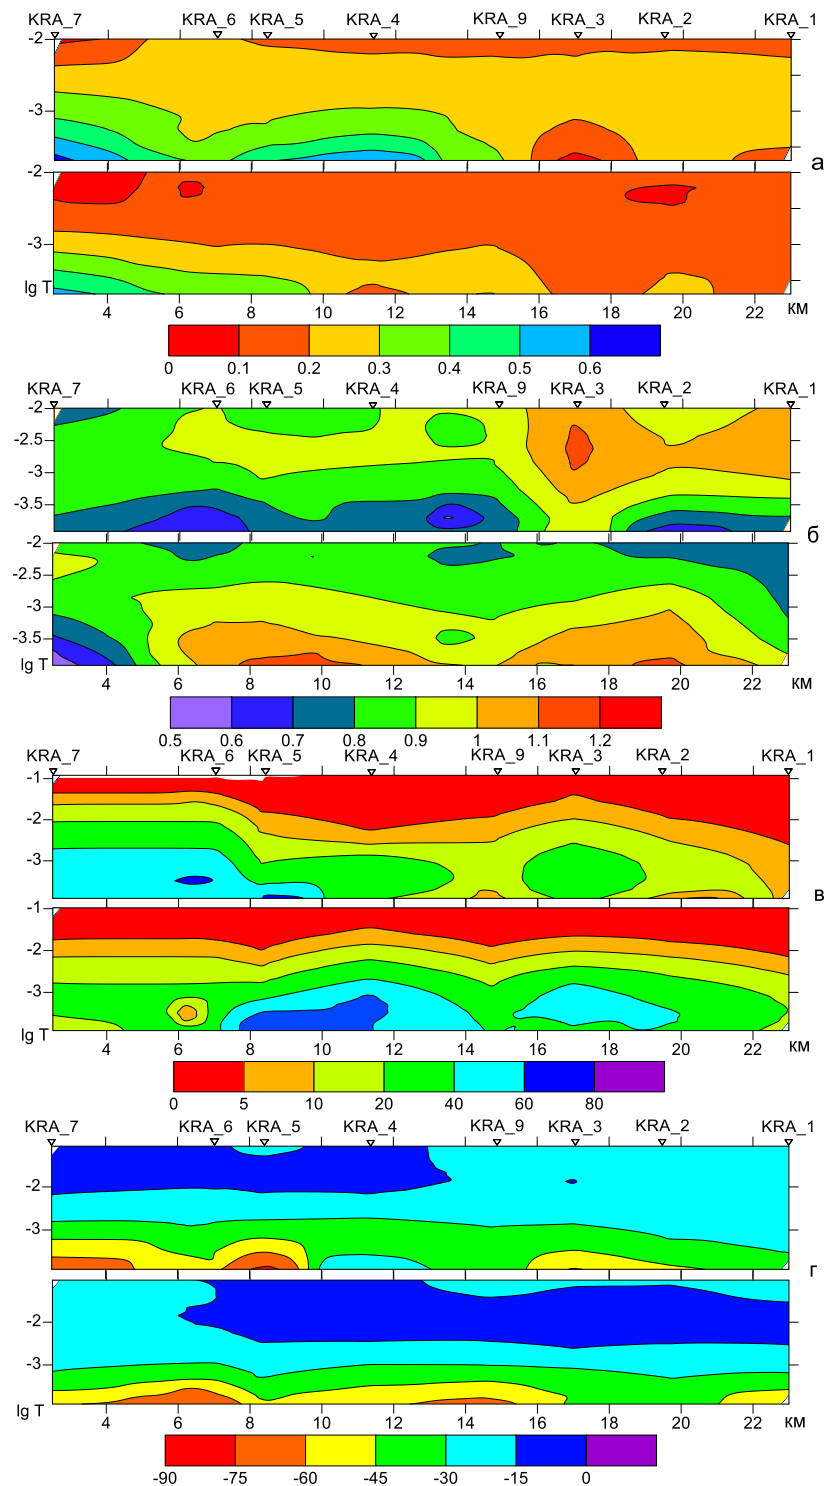 KRA_7 KRA_6 KRA_5 KRA_4 KRA_9 KRA_3 KRA_2 KRA_1
-2
-3
а
-2
-3
lg T
4 6 8 10 12 14 16 18 20 22 км
0 0.1 0.2 0.3 0.4 0.5 0.6
KRA_7 KRA_6 KRA_5 KRA_4 KRA_9 KRA_3 KRA_2 KRA_1
-2
-2.5
-3
-3.5
б
-2
-2.5
-3
-3.5
lg T
4 6 8 10 12 14 16 18 20 22 км
0.5 0.6 0.7 0.8 0.9 1 1.1 1.2
KRA_7 KRA_6 KRA_5 KRA_4 KRA_9 KRA_3 KRA_2 KRA_1
-1
-2
-3
в
-1
-2
-3
lg T
4 6 8 10 12 14 16 18 20 22 км
0 5 10 20 40 60 80
KRA_7 KRA_6 KRA_5 KRA_4 KRA_9 KRA_3 KRA_2 KRA_1
-2
-3
г
-2
-3
lg T
4 6 8 10 12 14 16 18 20 22 км
-90 -75 -60 -45 -30 -15 0